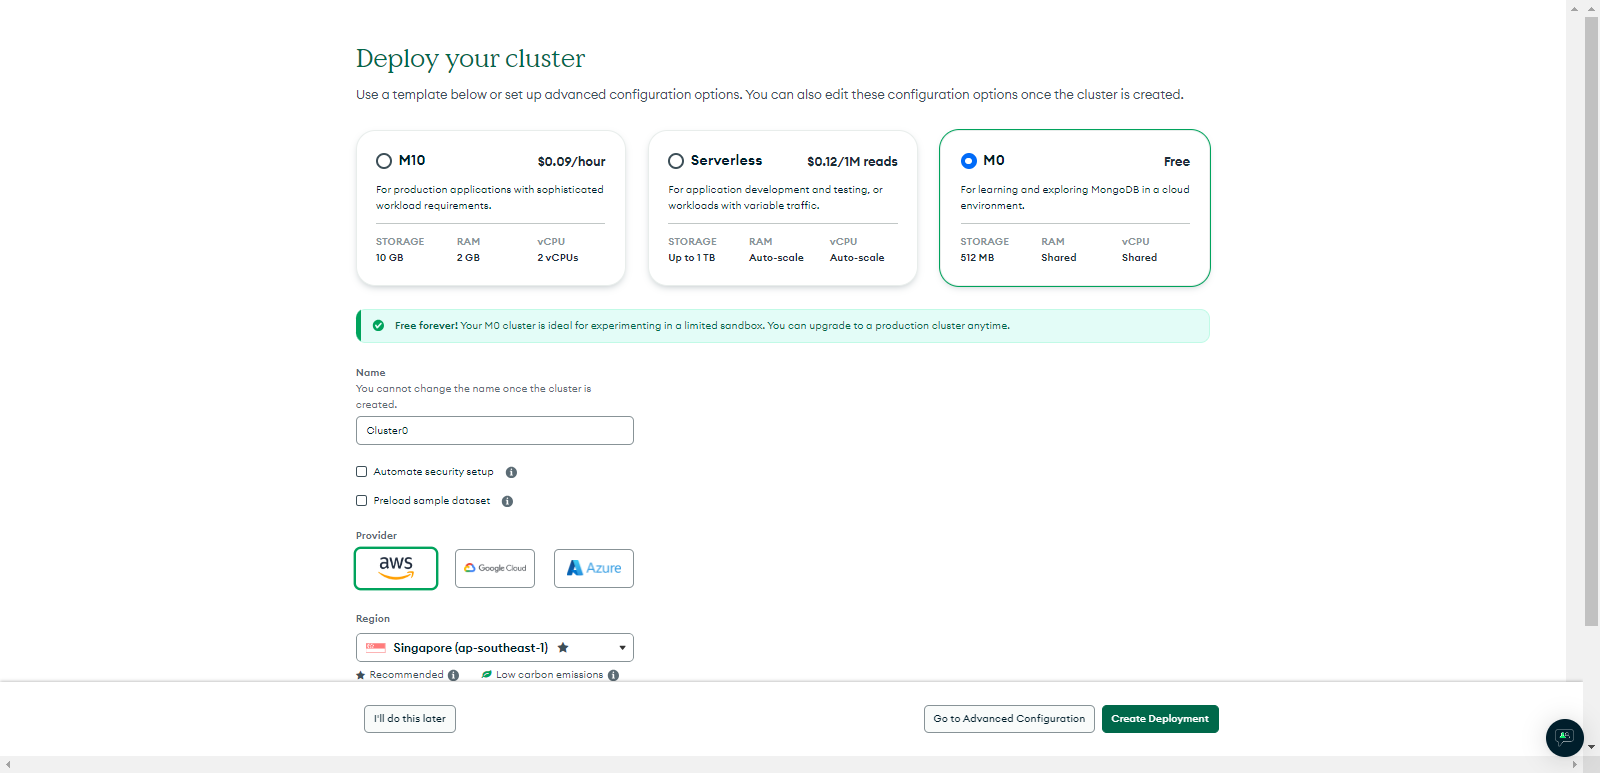 Deploy your cluster
Use a template below or set up advanced configuration options. You can also edit these configuration options once the cluster is created.
M10 $0.09/hour
For production applications with sophisticated
workload requirements.
STORAGE RAM vCPU
10 GB 2 GB 2 vCPUs
Serverless $0.12/1M reads
For application development and testing, or
workloads with variable traffic.
STORAGE RAM vCPU
Up to 1 TB Auto-scale Auto-scale
M0 Free
For learning and exploring MongoDB in a cloud
environment.
STORAGE RAM vCPU
512 MB Shared Shared
Free forever! Your M0 cluster is ideal for experimenting in a limited sandbox. You can upgrade to a production cluster anytime.
Name
You cannot change the name once the cluster is
created.
Cluster0
Automate security setup
Preload sample dataset
Provider
aws Google Cloud Azure
Region
Singapore (ap-southeast-1)
Recommended Low carbon emissions
I'll do this later Go to Advanced Configuration Create Deployment